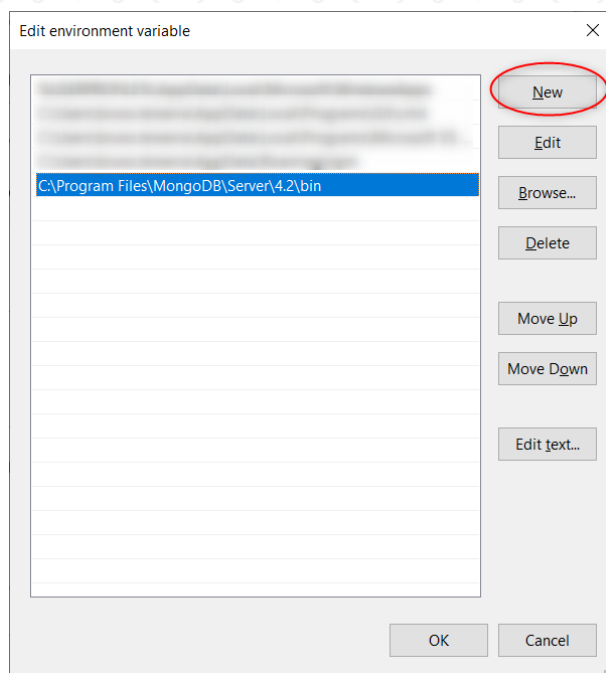 Edit environment variable
New
Edit
C:\Program Files\MongoDB\Server\4.2\bin
Browse...
Delete
Move Up
Move Down
Edit text...
OK
Cancel